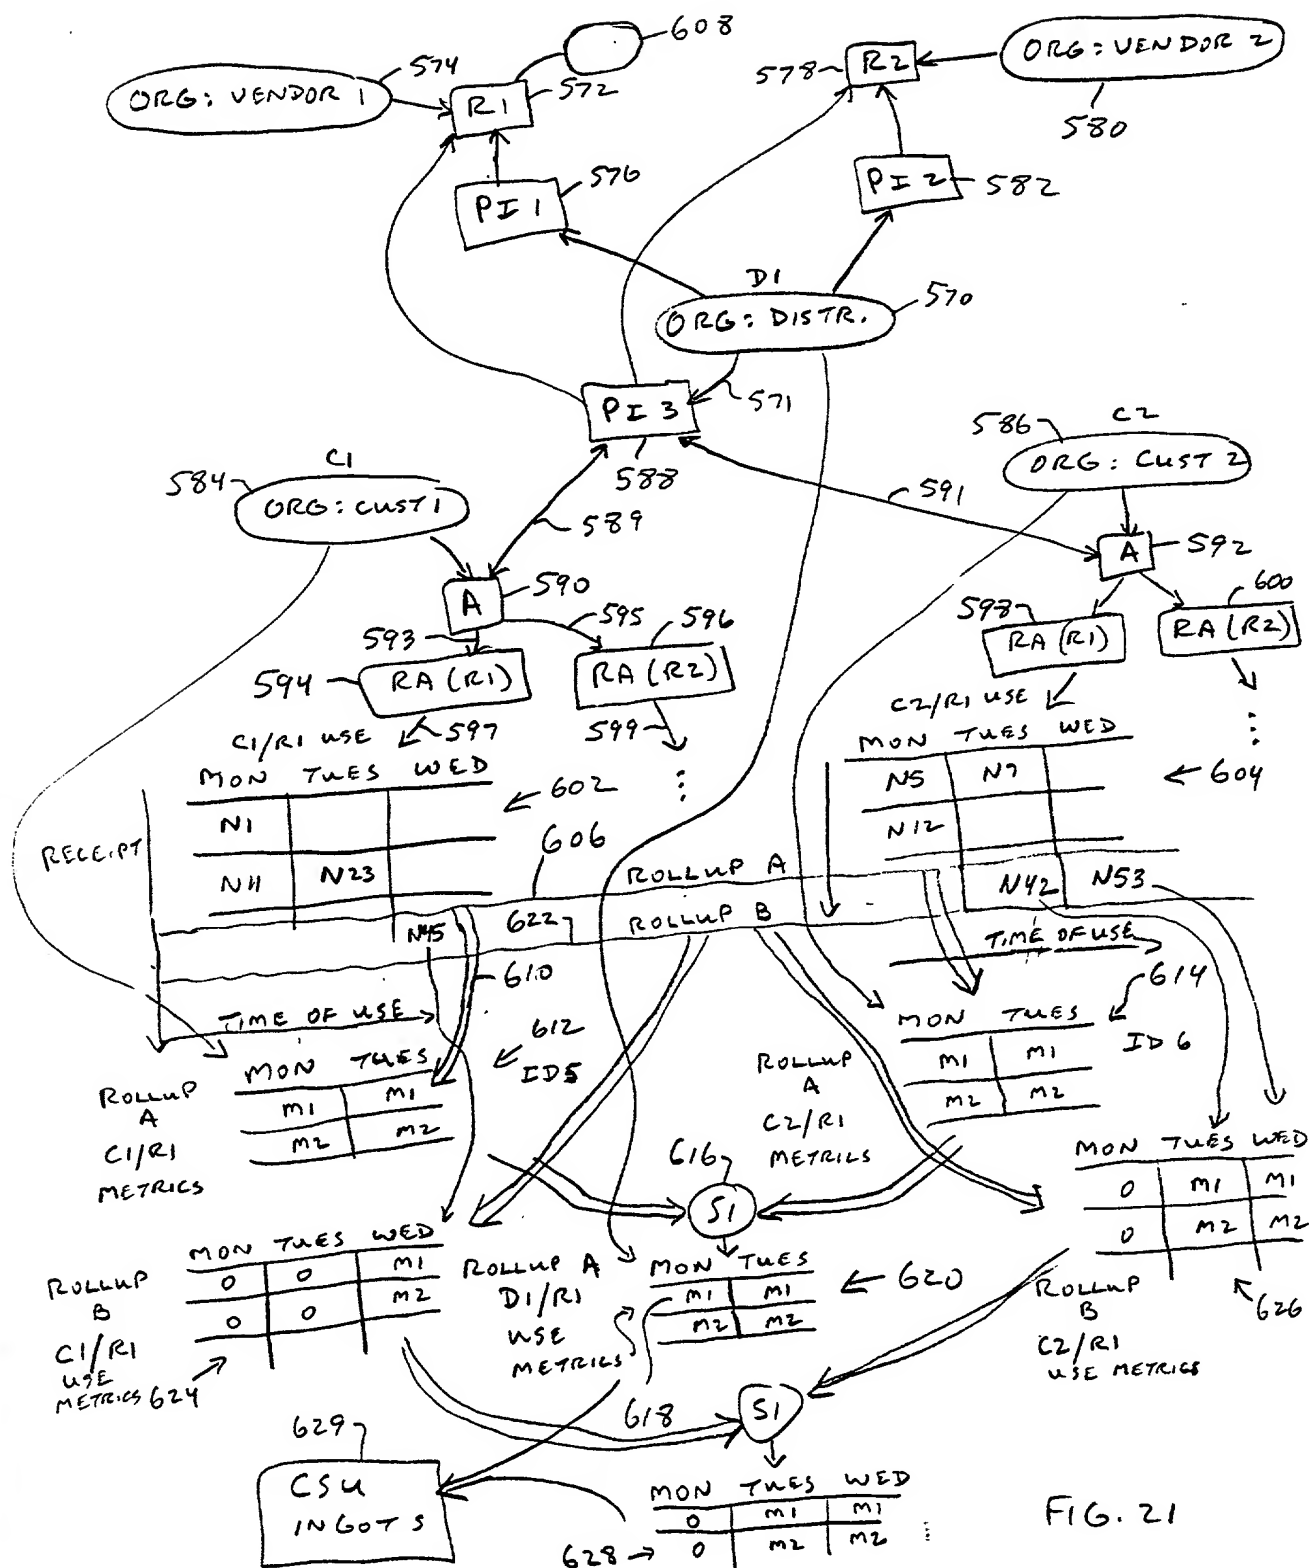 608
574
ORG: VENDOR 1
R1
572
578
R2
ORG: VENDOR 2
580
576
PI 1
PI 2
582
D1
ORG: DISTR.
570
571
PI 3
588
586
C2
ORG: CUST 2
C1
584
ORG: CUST 1
589
591
A
590
A
592
593
595
596
594
RA (R1)
RA (R2)
598
600
RA (R1)
RA (R2)
C1/R1 USE
597
599
C2/R1 USE
MON TUES WED
N1
N11 N23
N45
602
RECEIPT
606
ROLLUP A
622
ROLLUP B
MON TUES WED
N5 N7
N12
N42 N53
604
610
TIME OF USE
TIME OF USE
614
612
ID5
MON TUES
M1 M1
M2 M2
ROLLUP
A
C1/R1
METRICS
MON TUES
M1 M1
M2 M2
ID6
ROLLUP
A
C2/R1
METRICS
616
S1
MON TUES WED
0 M1 M1
0 M2 M2
626
ROLLUP
B
C2/R1
USE METRICS
MON TUES WED
0 0 M1
0 0 M2
ROLLUP
B
C1/R1
USE
METRICS 624
ROLLUP A
D1/R1
USE
METRICS
MON TUES
M1 M1
M2 M2
620
618
S1
629
CSU
INGOTS
MON TUES WED
0 M1 M1
0 M2 M2
628
FIG. 21